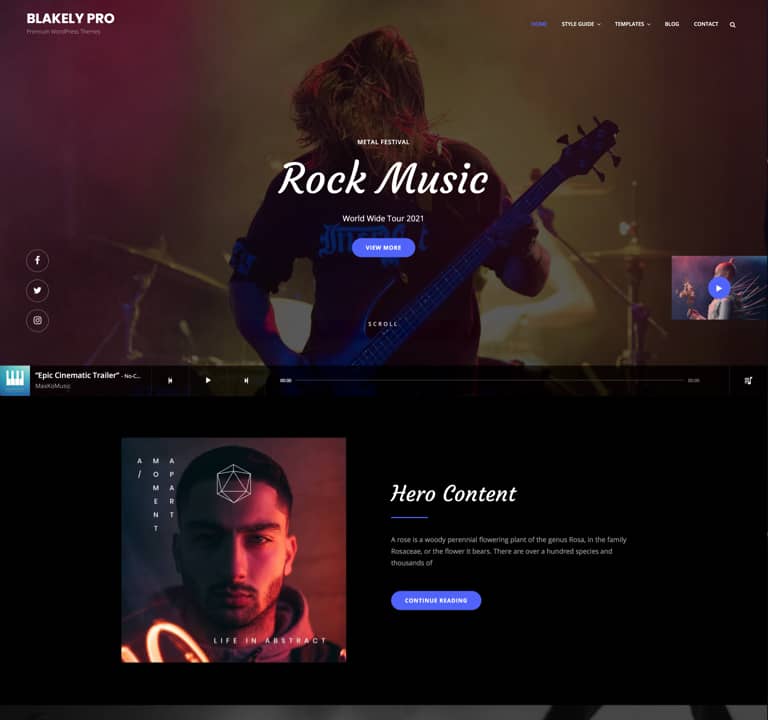 BLAKELY PRO
Premium WordPress Themes
HOME STYLE GUIDE TEMPLATES BLOG CONTACT
METAL FESTIVAL
Rock Music
World Wide Tour 2021
VIEW MORE
SCROLL
"Epic Cinematic Trailer" - No-C...
MaxKoMusic
00:00
00:00
A / MOMENT APART
LIFE IN ABSTRACT
Hero Content
A rose is a woody perennial flowering plant of the genus Rosa, in the family
Rosaceae, or the flower it bears. There are over a hundred species and
thousands of
CONTINUE READING